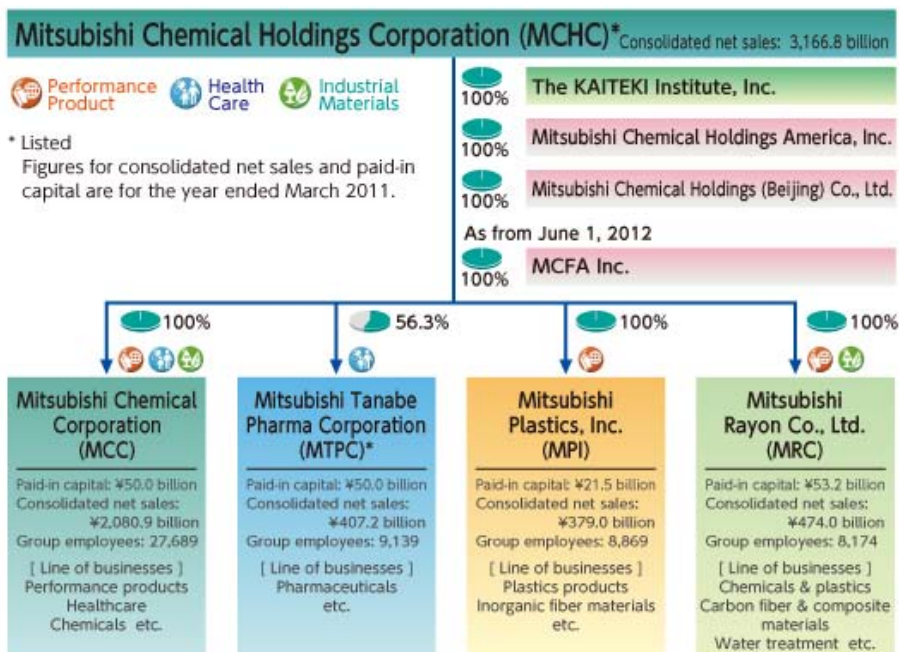 Mitsubishi Chemical Holdings Corporation (MCHC)* Consolidated net sales: 3,166.8 billion
Performance
Product
Health
Care
Industrial
Materials
* Listed
Figures for consolidated net sales and paid-in
capital are for the year ended March 2011.
100%
The KAITEKI Institute, Inc.
100%
Mitsubishi Chemical Holdings America, Inc.
100%
Mitsubishi Chemical Holdings (Beijing) Co., Ltd.
As from June 1, 2012
100%
MCFA Inc.
100%
Mitsubishi Chemical
Corporation
(MCC)
Paid-in capital: ¥50.0 billion
Consolidated net sales:
¥2,080.9 billion
Group employees: 27,689
[ Line of businesses ]
Performance products
Healthcare
Chemicals etc.
56.3%
Mitsubishi Tanabe
Pharma Corporation
(MTPC)*
Paid-in capital: ¥50.0 billion
Consolidated net sales:
¥407.2 billion
Group employees: 9,139
[ Line of businesses ]
Pharmaceuticals
etc.
100%
Mitsubishi
Plastics, Inc.
(MPI)
Paid-in capital: ¥21.5 billion
Consolidated net sales:
¥379.0 billion
Group employees: 8,869
[ Line of businesses ]
Plastics products
Inorganic fiber materials
etc.
100%
Mitsubishi
Rayon Co., Ltd.
(MRC)
Paid-in capital: ¥53.2 billion
Consolidated net sales:
¥474.0 billion
Group employees: 8,174
[ Line of businesses ]
Chemicals & plastics
Carbon fiber & composite
materials
Water treatment etc.